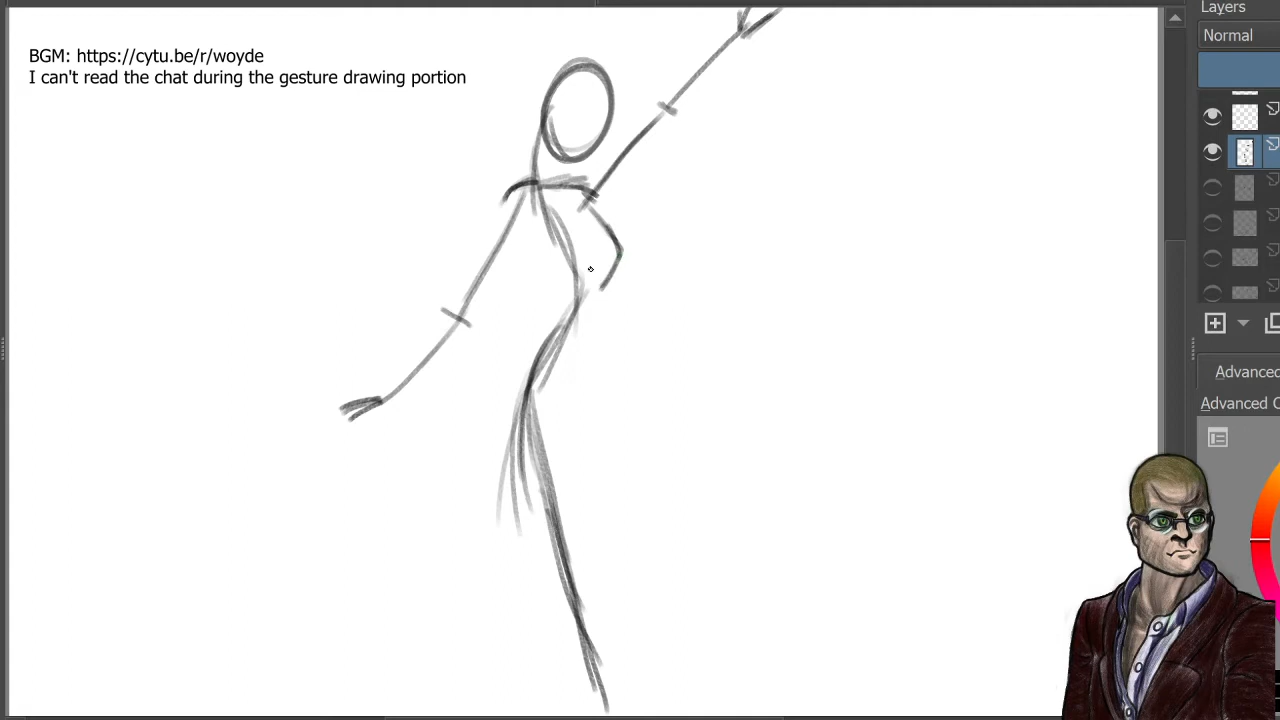 BGM: https://cytu.be/r/woyde
I can't read the chat during the gesture drawing portion
Layers
Normal
Advanced
Advanced